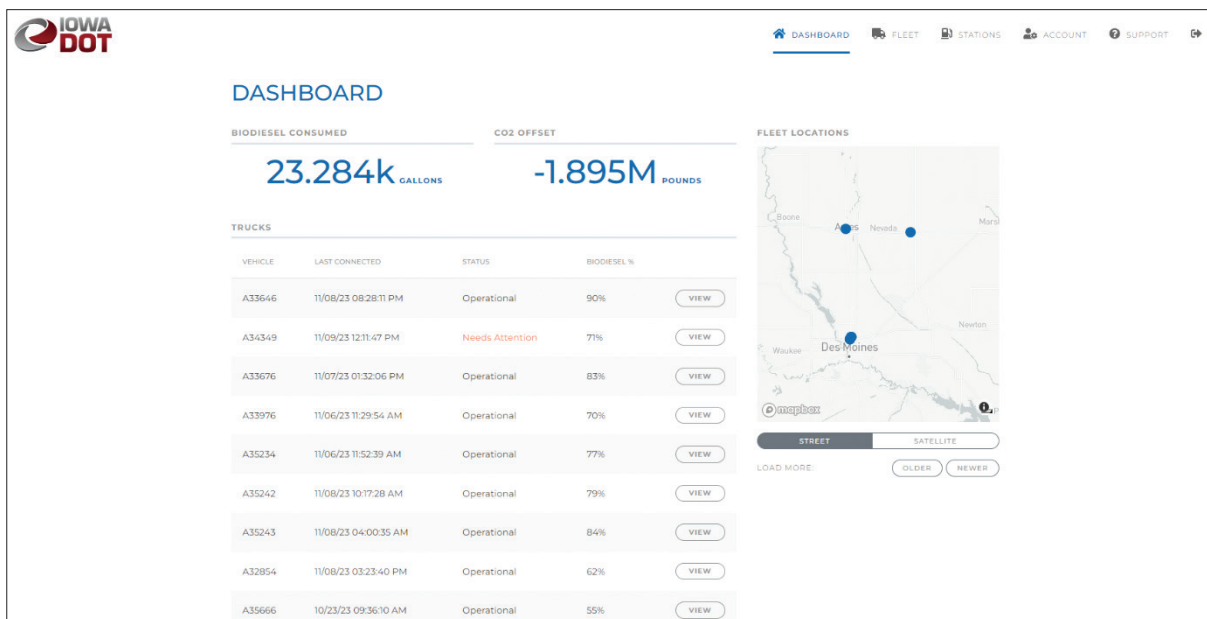 IOWA
DOT
DASHBOARD
FLEET
STATIONS
ACCOUNT
SUPPORT
DASHBOARD
BIODIESEL CONSUMED
23.284k GALLONS
CO2 OFFSET
-1.895M POUNDS
TRUCKS
VEHICLE LAST CONNECTED STATUS BIODIESEL %
A33646 11/08/23 08:28:11 PM Operational 90% VIEW
A34349 11/09/23 12:11:47 PM Needs Attention 71% VIEW
A33676 11/07/23 01:32:06 PM Operational 83% VIEW
A33976 11/06/23 11:29:54 AM Operational 70% VIEW
A35234 11/06/23 11:52:39 AM Operational 77% VIEW
A35242 11/08/23 10:17:28 AM Operational 79% VIEW
A35243 11/08/23 04:00:35 AM Operational 84% VIEW
A32854 11/08/23 03:23:40 PM Operational 62% VIEW
A35666 10/23/23 09:36:10 AM Operational 55% VIEW
FLEET LOCATIONS
Boone
Ames
Nevada
Mars
Newton
Waukee
Des Moines
mapbox
STREET SATELLITE
LOAD MORE: OLDER NEWER